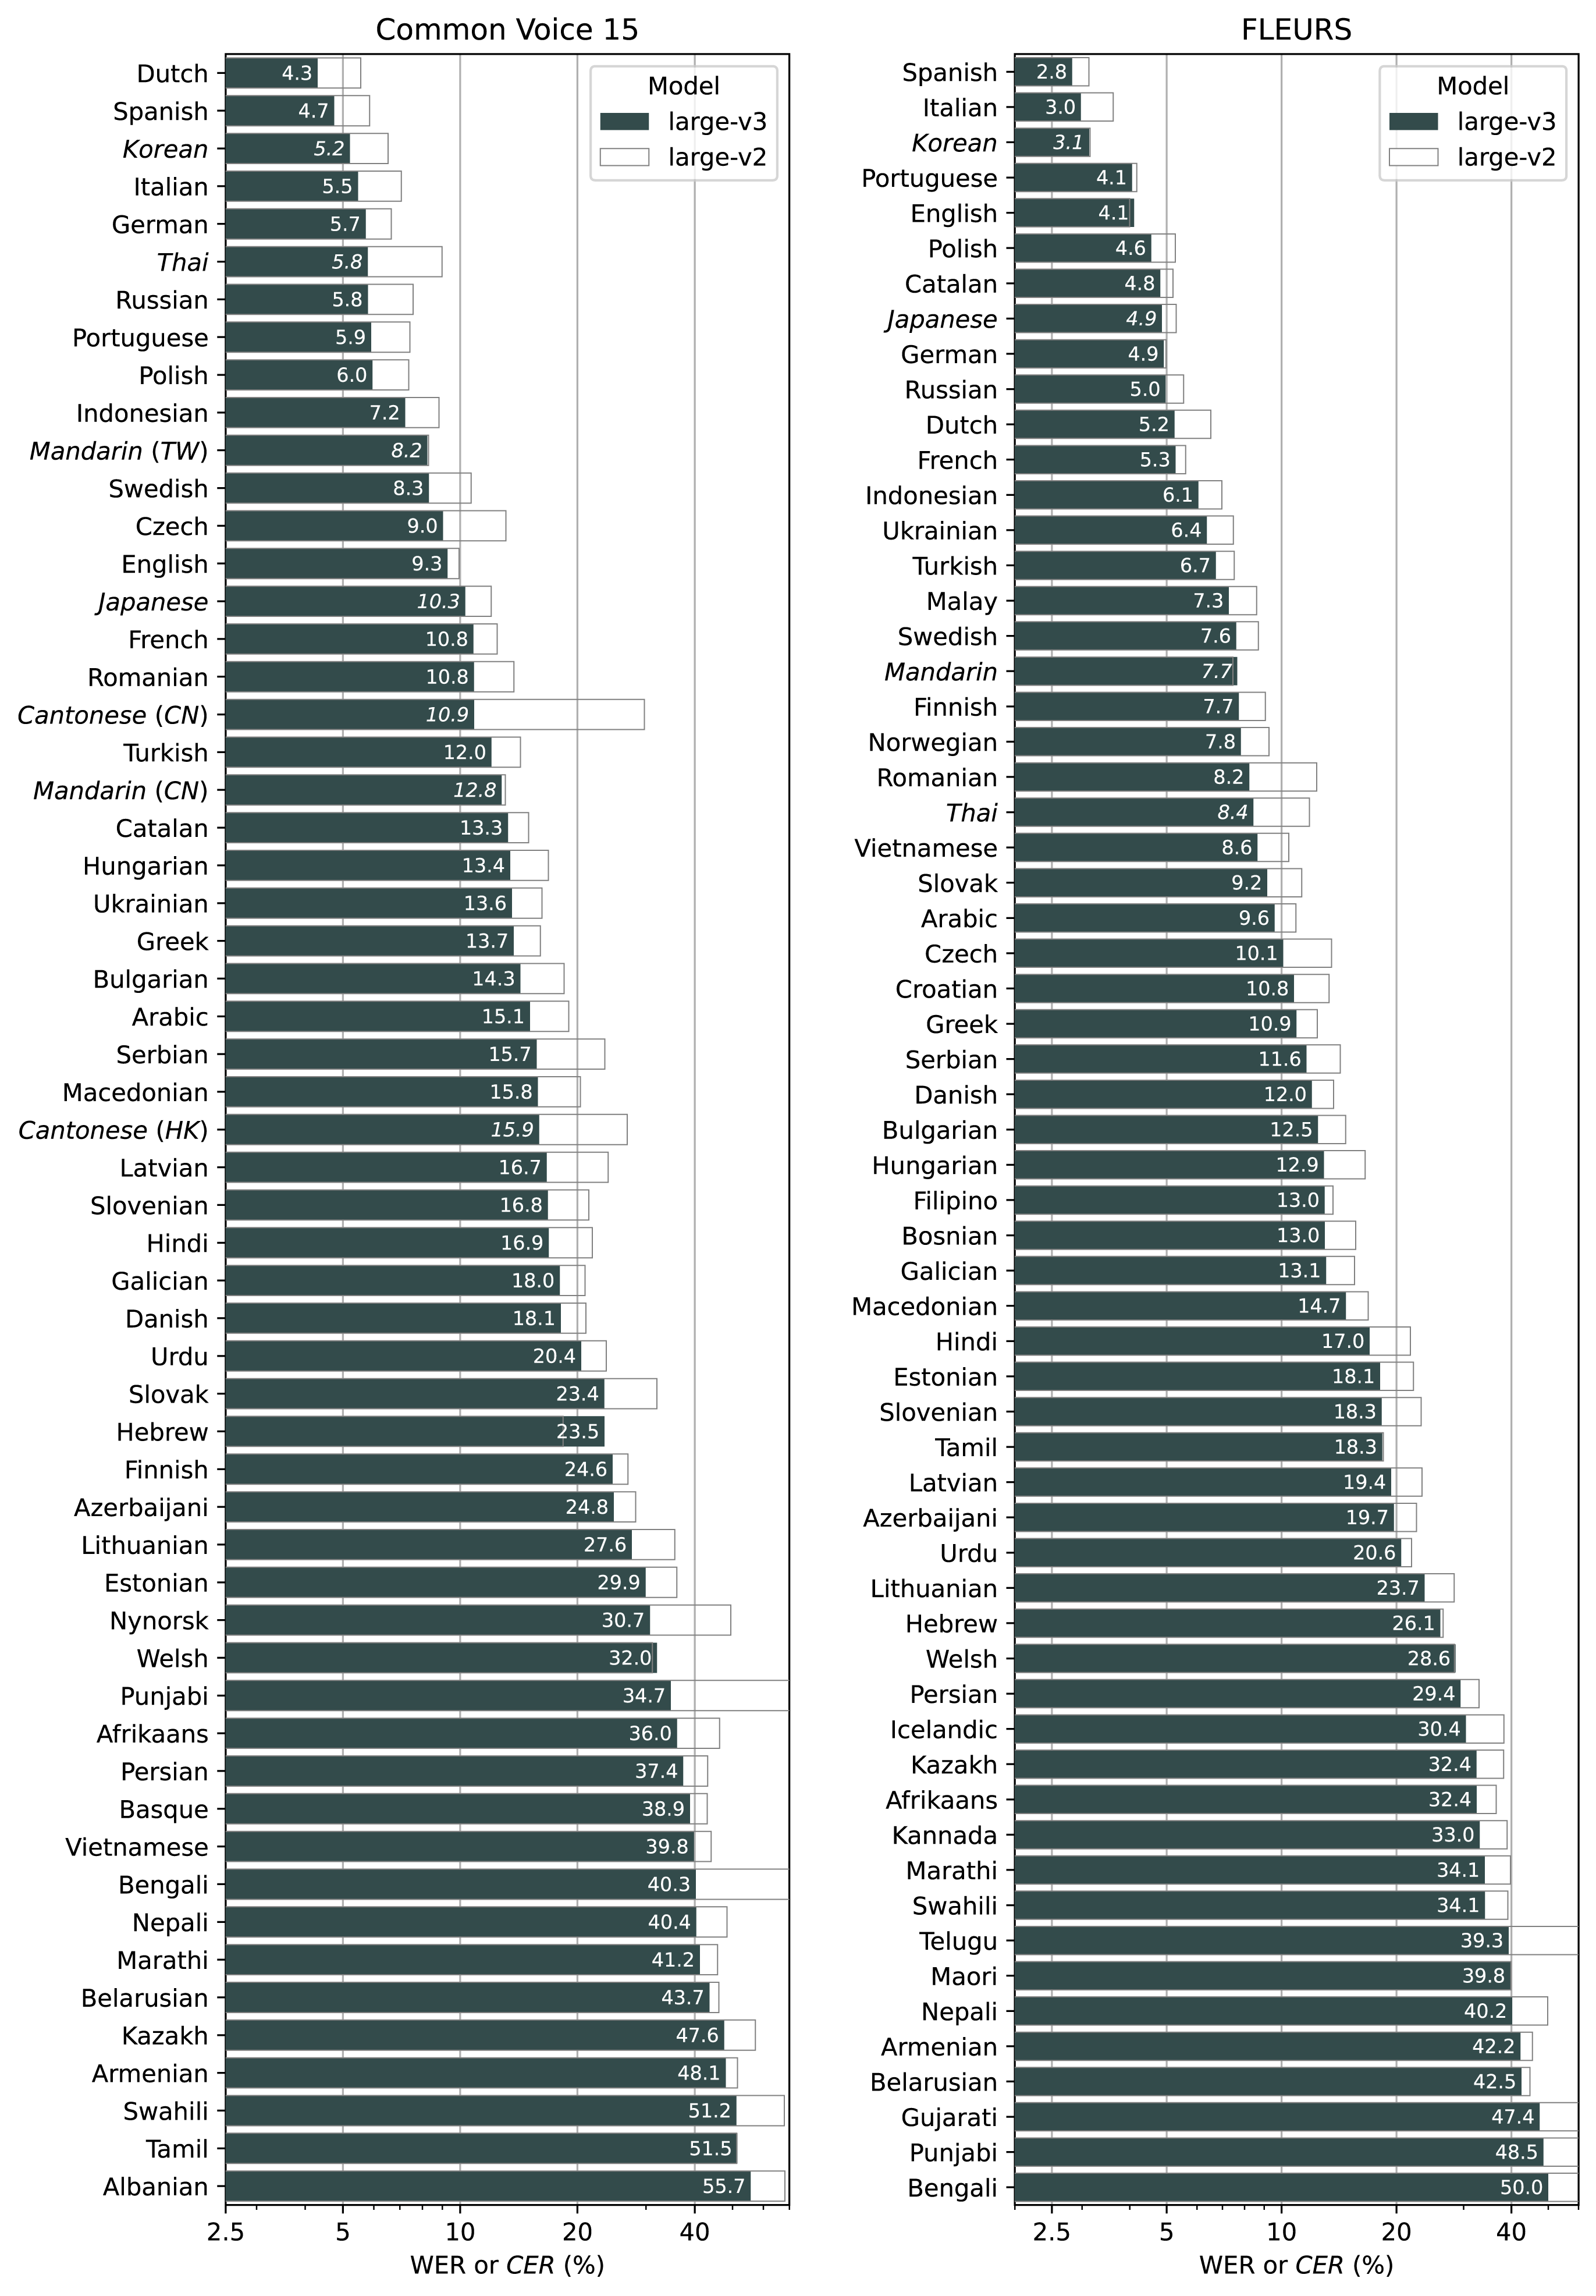 Common Voice 15
Model
large-v3
large-v2
Dutch 4.3
Spanish 4.7
Korean 5.2
Italian 5.5
German 5.7
Thai 5.8
Russian 5.8
Portuguese 5.9
Polish 6.0
Indonesian 7.2
Mandarin (TW) 8.2
Swedish 8.3
Czech 9.0
English 9.3
Japanese 10.3
French 10.8
Romanian 10.8
Cantonese (CN) 10.9
Turkish 12.0
Mandarin (CN) 12.8
Catalan 13.3
Hungarian 13.4
Ukrainian 13.6
Greek 13.7
Bulgarian 14.3
Arabic 15.1
Serbian 15.7
Macedonian 15.8
Cantonese (HK) 15.9
Latvian 16.7
Slovenian 16.8
Hindi 16.9
Galician 18.0
Danish 18.1
Urdu 20.4
Slovak 23.4
Hebrew 23.5
Finnish 24.6
Azerbaijani 24.8
Lithuanian 27.6
Estonian 29.9
Nynorsk 30.7
Welsh 32.0
Punjabi 34.7
Afrikaans 36.0
Persian 37.4
Basque 38.9
Vietnamese 39.8
Bengali 40.3
Nepali 40.4
Marathi 41.2
Belarusian 43.7
Kazakh 47.6
Armenian 48.1
Swahili 51.2
Tamil 51.5
Albanian 55.7
2.5 5 10 20 40
WER or CER (%)
FLEURS
Model
large-v3
large-v2
Spanish 2.8
Italian 3.0
Korean 3.1
Portuguese 4.1
English 4.1
Polish 4.6
Catalan 4.8
Japanese 4.9
German 4.9
Russian 5.0
Dutch 5.2
French 5.3
Indonesian 6.1
Ukrainian 6.4
Turkish 6.7
Malay 7.3
Swedish 7.6
Mandarin 7.7
Finnish 7.7
Norwegian 7.8
Romanian 8.2
Thai 8.4
Vietnamese 8.6
Slovak 9.2
Arabic 9.6
Czech 10.1
Croatian 10.8
Greek 10.9
Serbian 11.6
Danish 12.0
Bulgarian 12.5
Hungarian 12.9
Filipino 13.0
Bosnian 13.0
Galician 13.1
Macedonian 14.7
Hindi 17.0
Estonian 18.1
Slovenian 18.3
Tamil 18.3
Latvian 19.4
Azerbaijani 19.7
Urdu 20.6
Lithuanian 23.7
Hebrew 26.1
Welsh 28.6
Persian 29.4
Icelandic 30.4
Kazakh 32.4
Afrikaans 32.4
Kannada 33.0
Marathi 34.1
Swahili 34.1
Telugu 39.3
Maori 39.8
Nepali 40.2
Armenian 42.2
Belarusian 42.5
Gujarati 47.4
Punjabi 48.5
Bengali 50.0
2.5 5 10 20 40
WER or CER (%)